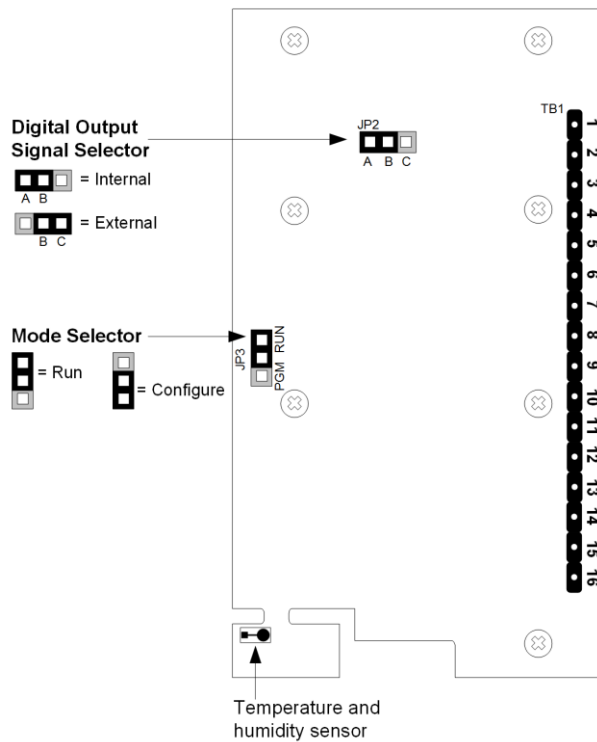 Digital Output
Signal Selector
A B
= Internal
B C
= External
JP2
A B C
TB1
1
2
3
4
5
6
7
8
9
10
11
12
13
14
15
16
Mode Selector
= Run
= Configure
JP3
RUN
PGM
Temperature and
humidity sensor